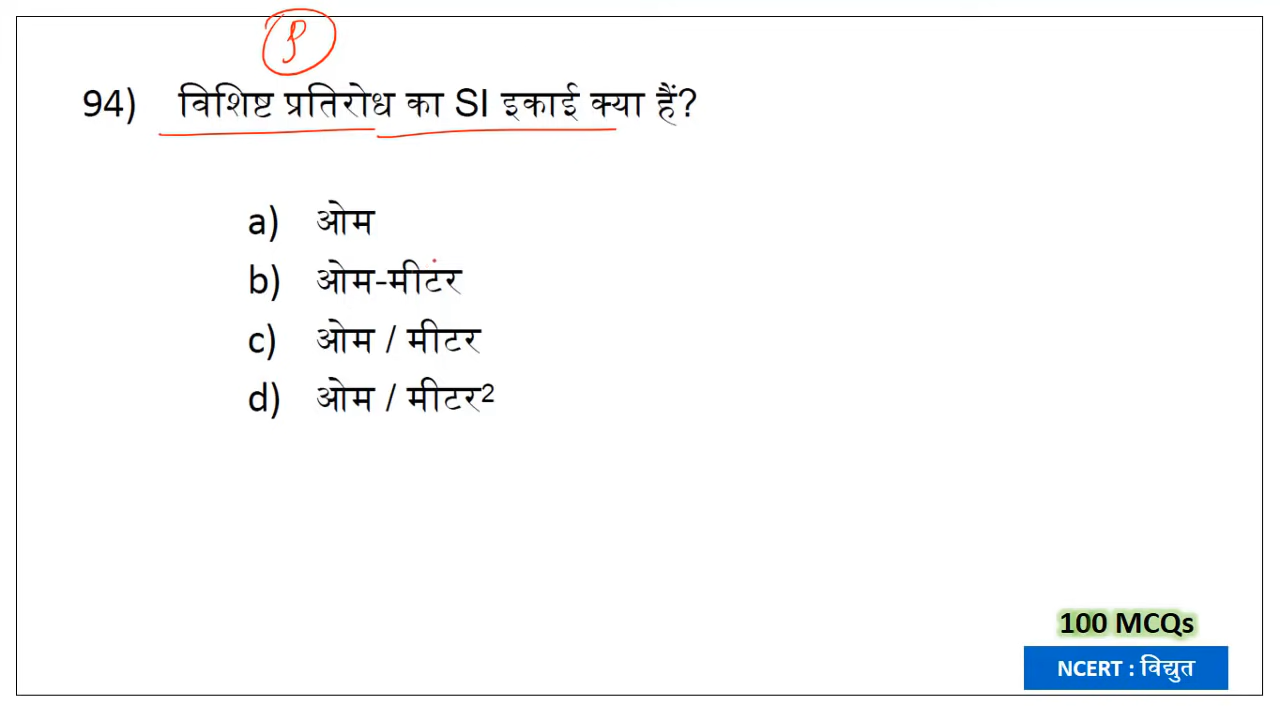 ρ
94) विशिष्ट प्रतिरोध का SI इकाई क्या हैं?
a) ओम
b) ओम-मीटर
c) ओम / मीटर
d) ओम / मीटर²
100 MCQs
NCERT : विद्युत